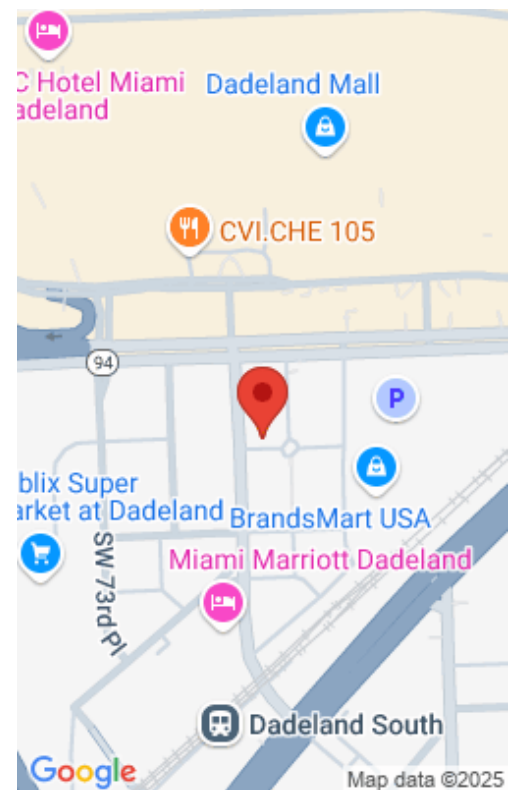 C Hotel Miami
adeland
Dadeland Mall
CVI.CHE 105
94
P
blix Super
arket at Dadeland
BrandsMart USA
SW 73rd Pl
Miami Marriott Dadeland
Dadeland South
Google
Map data ©2025